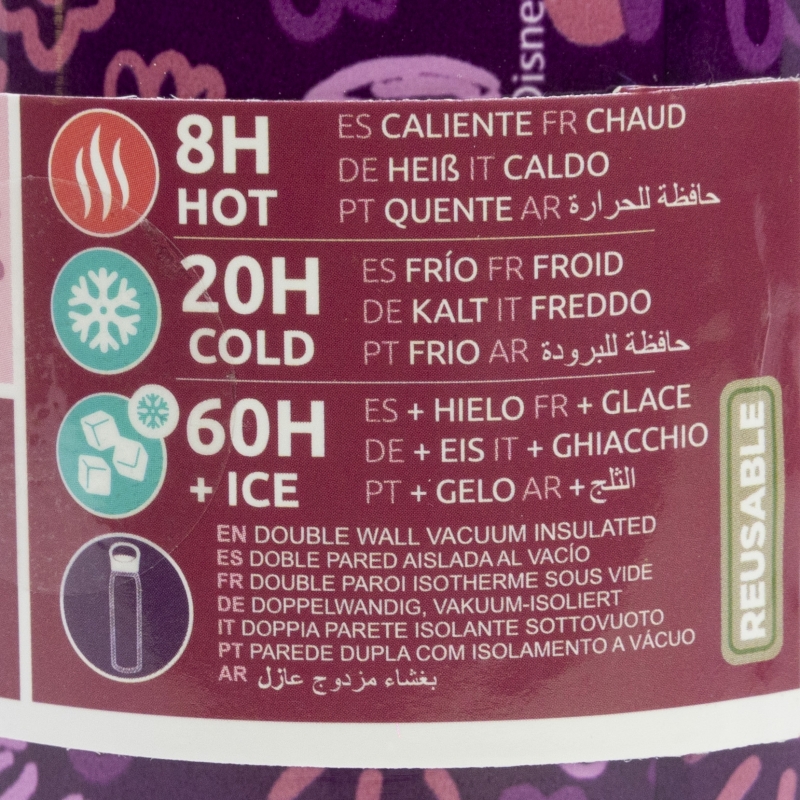 Disne
8H
HOT
ES CALIENTE FR CHAUD
DE HEIß IT CALDO
PT QUENTE AR حافظة للحرارة
20H
COLD
ES FRÍO FR FROID
DE KALT IT FREDDO
PT FRIO AR حافظة للبرودة
60H
+ ICE
ES + HIELO FR + GLACE
DE + EIS IT + GHIACCHIO
PT + GELO AR + الثلج
REUSABLE
EN DOUBLE WALL VACUUM INSULATED
ES DOBLE PARED AISLADA AL VACÍO
FR DOUBLE PAROI ISOTHERME SOUS VIDE
DE DOPPELWANDIG, VAKUUM-ISOLIERT
IT DOPPIA PARETE ISOLANTE SOTTOVUOTO
PT PAREDE DUPLA COM ISOLAMENTO A VÁCUO
AR بغشاء مزدوج عازل